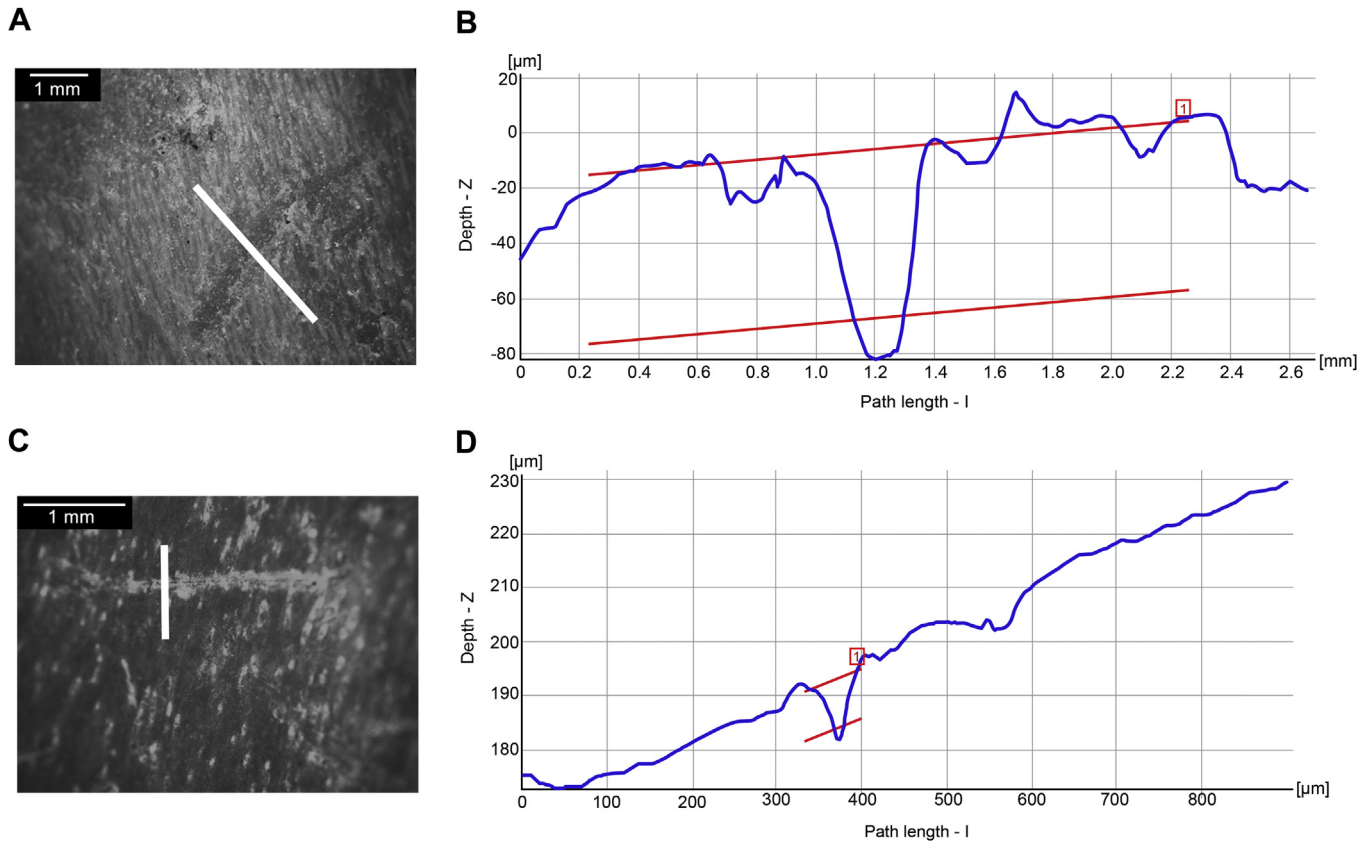 A
1 mm
B
[µm]
20
0
-20
-40
-60
-80
Depth - Z
1
0
0.2
0.4
0.6
0.8
1.0
1.2
1.4
1.6
1.8
2.0
2.2
2.4
2.6
[mm]
Path length - l
C
1 mm
D
[µm]
230
220
210
200
190
180
Depth - Z
1
0
100
200
300
400
500
600
700
800
[µm]
Path length - l